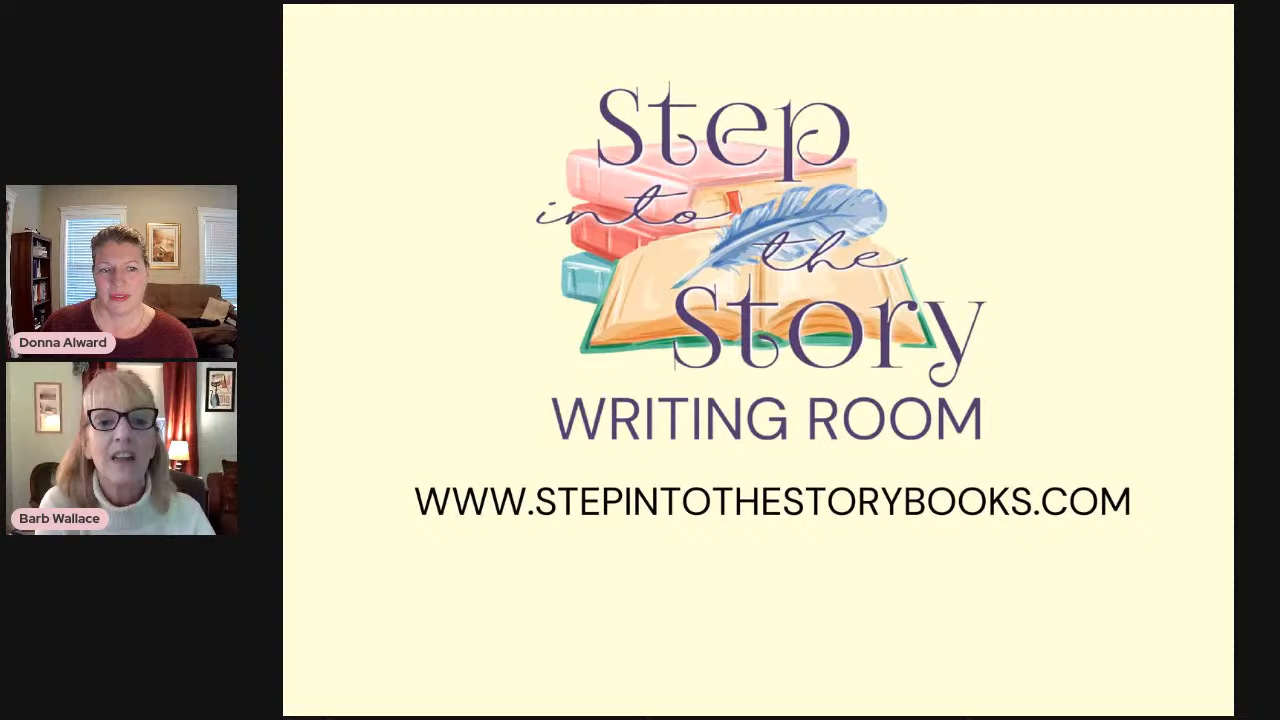 Step
into
the
Story
WRITING ROOM
WWW.STEPINTOTHESTORYBOOKS.COM
Donna Alward
Barb Wallace